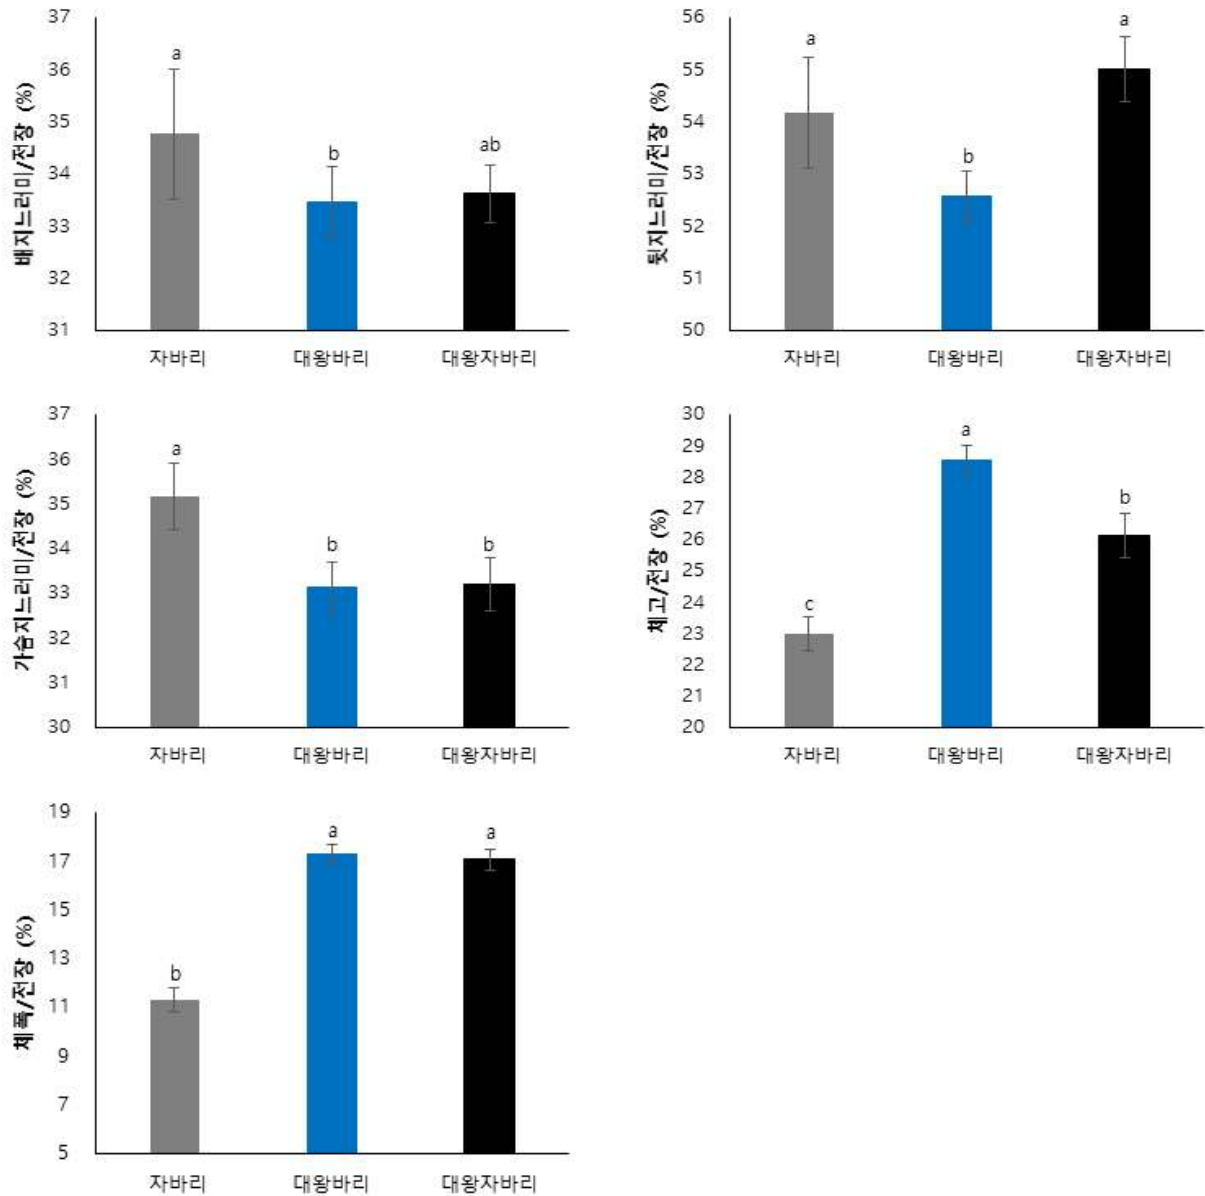 배지느러미/전장 (%)
37
36
35
34
33
32
31
a
b
ab
자바리 대왕바리 대왕자바리
뒷지느러미/전장 (%)
56
55
54
53
52
51
50
a
b
a
자바리 대왕바리 대왕자바리
가슴지느러미/전장 (%)
37
36
35
34
33
32
31
30
a
b
b
자바리 대왕바리 대왕자바리
체고/전장 (%)
30
29
28
27
26
25
24
23
22
21
20
c
a
b
자바리 대왕바리 대왕자바리
체폭/전장 (%)
19
17
15
13
11
9
7
5
b
a
a
자바리 대왕바리 대왕자바리